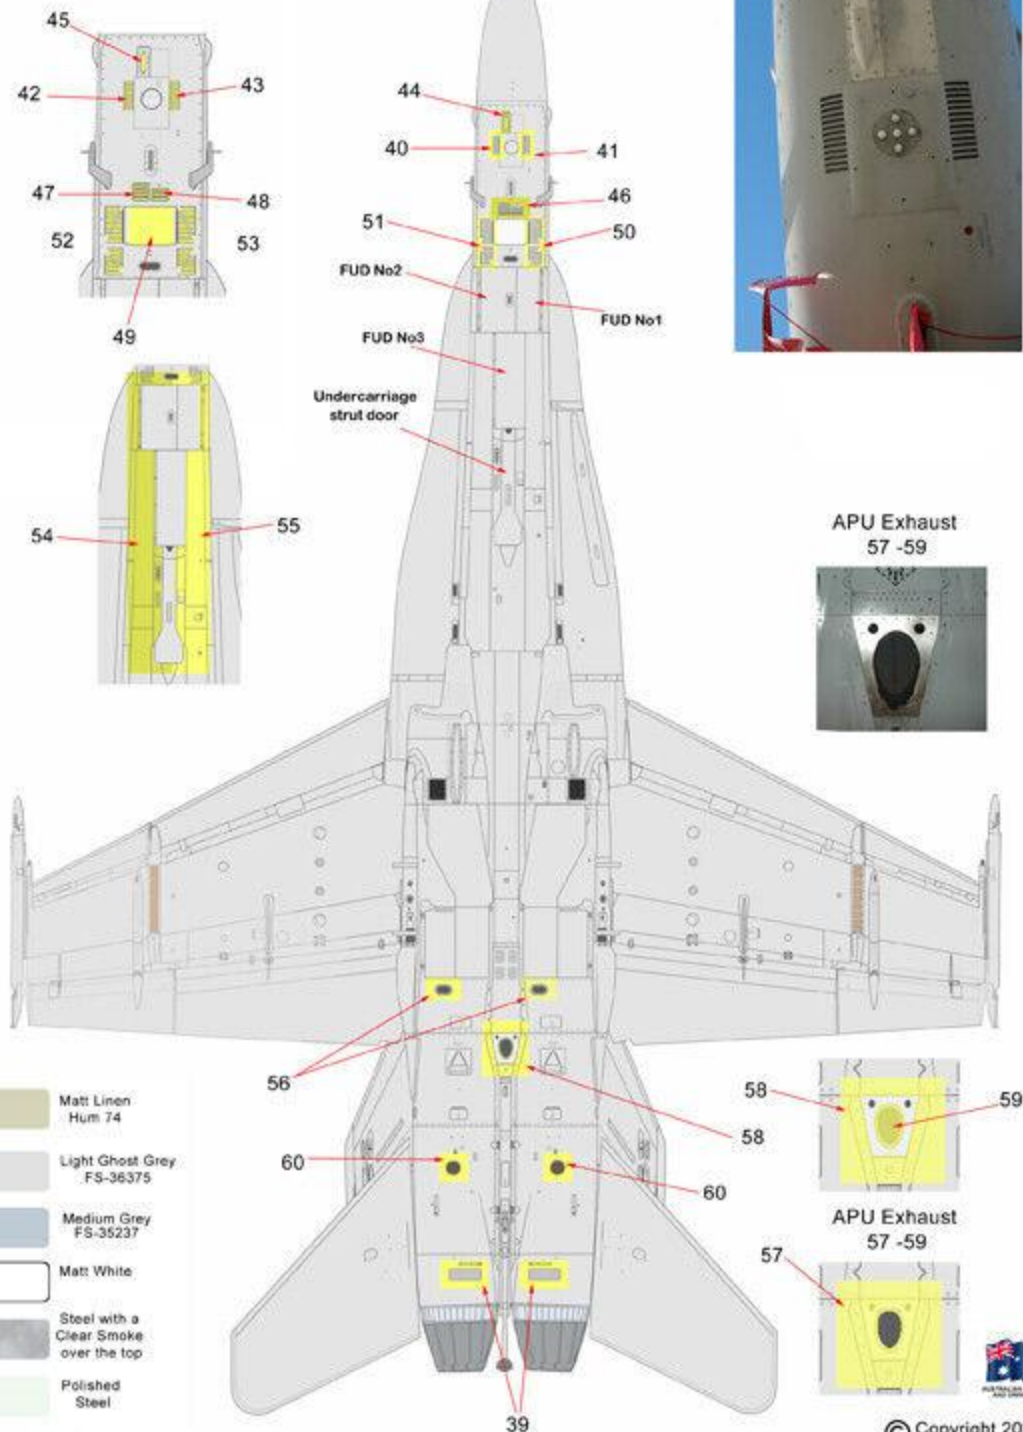 45
42
43
47
48
52
53
49
44
40
41
46
51
50
FUD No2
FUD No1
FUD No3
Undercarriage
strut door
54
55
APU Exhaust
57 -59
56
58
60
60
39
58
59
APU Exhaust
57 -59
57
Matt Linen
Hum 74
Light Ghost Grey
FS-36375
Medium Grey
FS-35237
Matt White
Steel with a
Clear Smoke
over the top
Polished
Steel
AUSTRALIAN
© Copyright 20